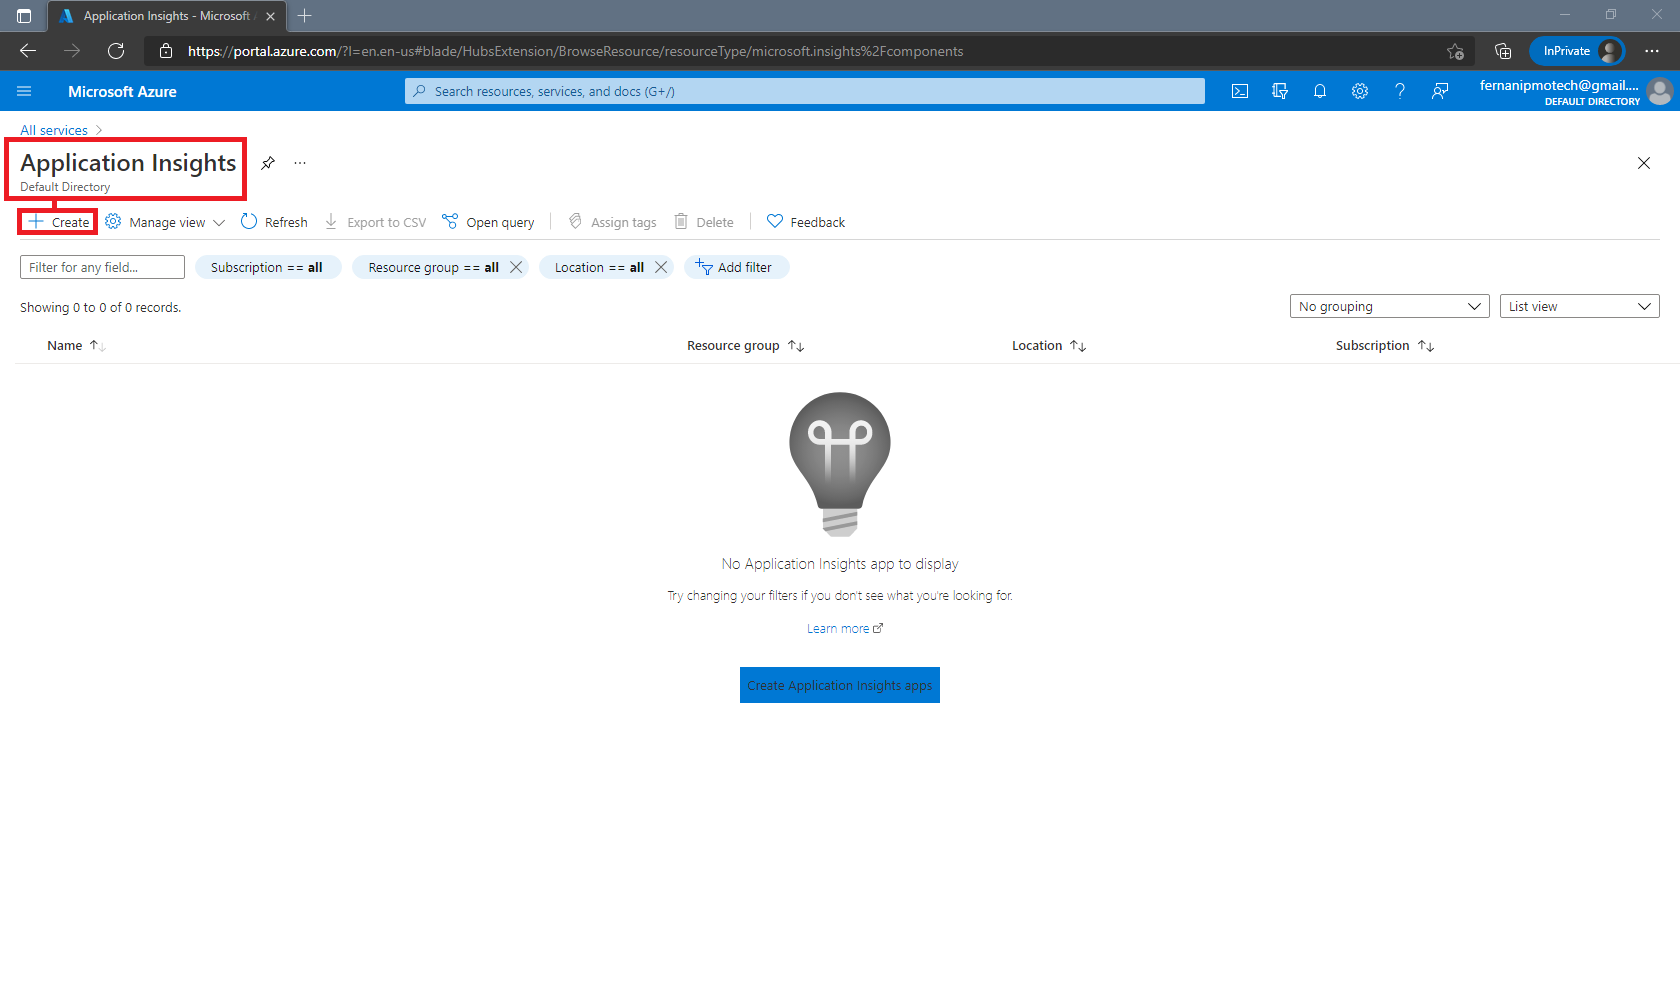 Application Insights - Microsoft A
https://portal.azure.com/?l=en.en-us#blade/HubsExtension/BrowseResource/resourceType/microsoft.insights%2Fcomponents
InPrivate
Microsoft Azure
Search resources, services, and docs (G+/)
fernanipmotech@gmail....
DEFAULT DIRECTORY
All services
Application Insights
Default Directory
Create Manage view Refresh Export to CSV Open query Assign tags Delete Feedback
Filter for any field... Subscription == all Resource group == all Location == all Add filter
Showing 0 to 0 of 0 records. No grouping List view
Name Resource group Location Subscription
No Application Insights app to display
Try changing your filters if you don't see what you're looking for.
Learn more
Create Application Insights apps